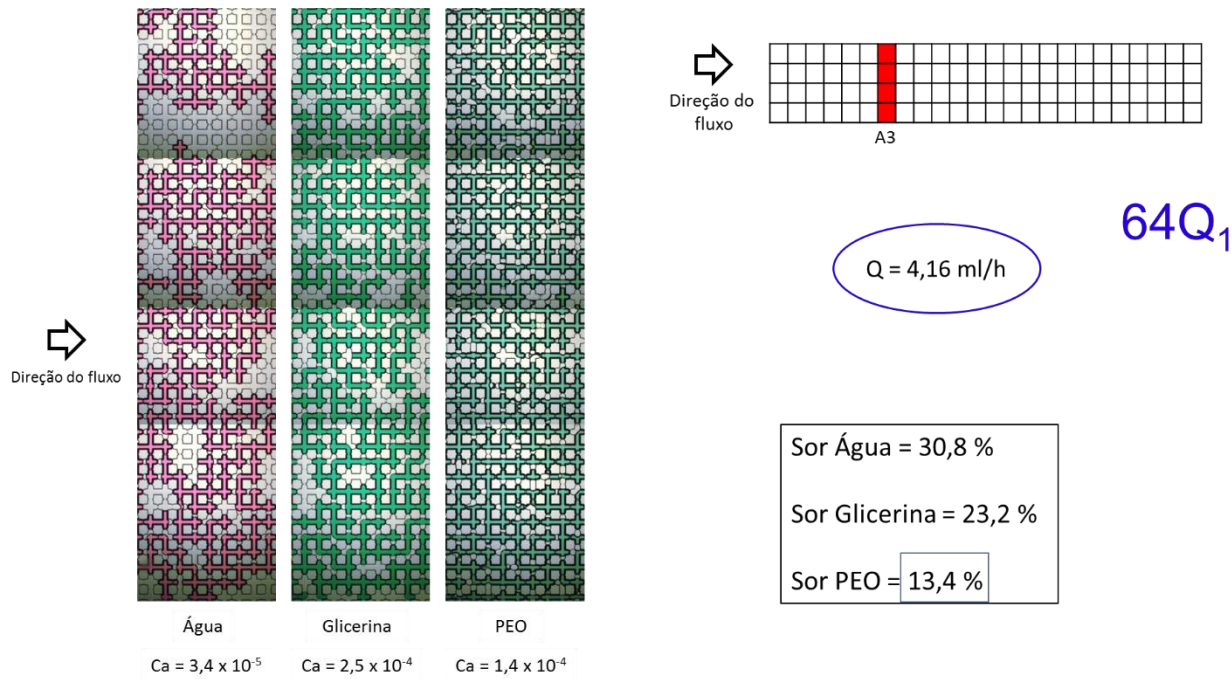 Direção do
fluxo
A3
64Q₁
Q = 4,16 ml/h
Direção do fluxo
Sor Água = 30,8 %
Sor Glicerina = 23,2 %
Sor PEO = 13,4 %
Água
Glicerina
PEO
Ca = 3,4 x 10⁻⁵
Ca = 2,5 x 10⁻⁴
Ca = 1,4 x 10⁻⁴